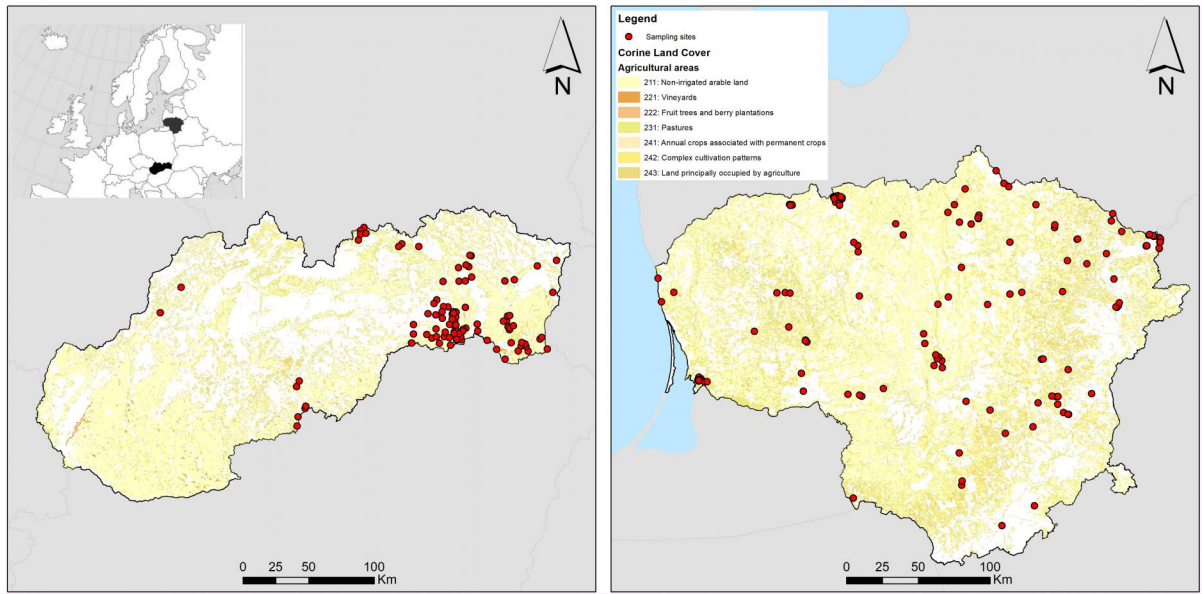 N
0 25 50 100
Km
Legend
Sampling sites
Corine Land Cover
Agricultural areas
211: Non-irrigated arable land
221: Vineyards
222: Fruit trees and berry plantations
231: Pastures
241: Annual crops associated with permanent crops
242: Complex cultivation patterns
243: Land principally occupied by agriculture
N
0 25 50 100
Km